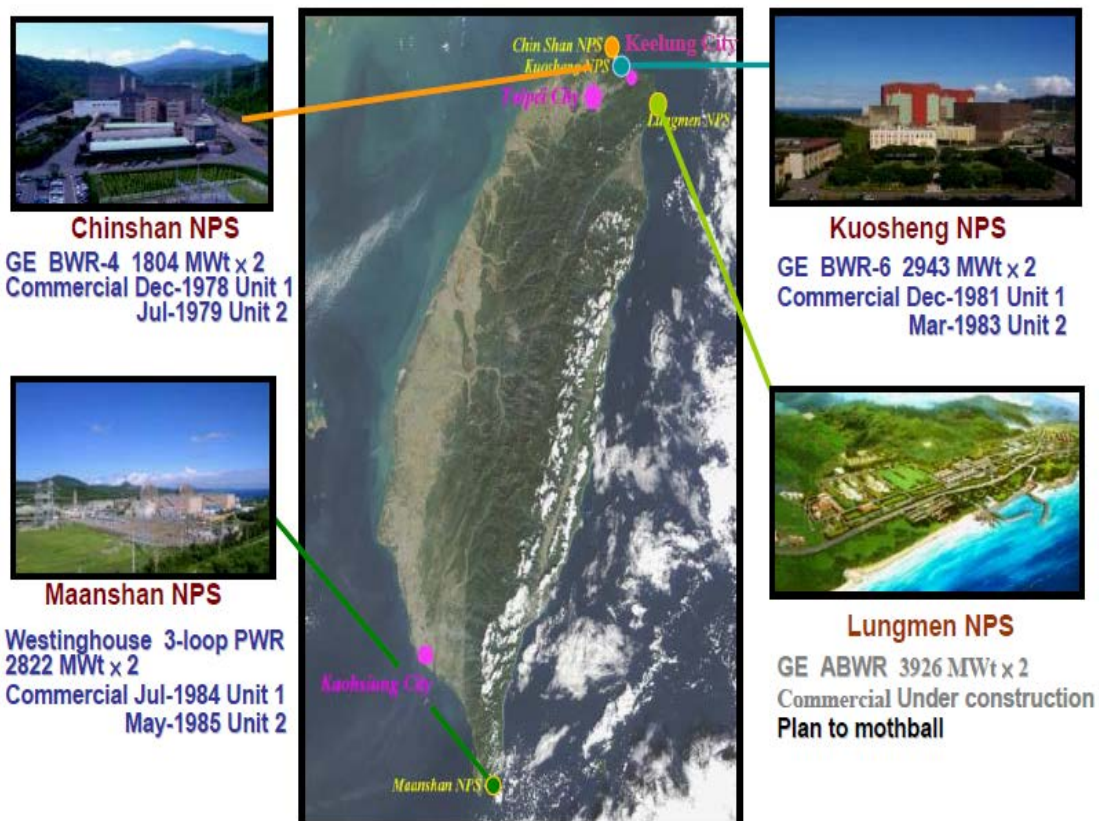 Chinshan NPS
GE BWR-4 1804 MWt x 2
Commercial Dec-1978 Unit 1
Jul-1979 Unit 2
Maanshan NPS
Westinghouse 3-loop PWR
2822 MWt x 2
Commercial Jul-1984 Unit 1
May-1985 Unit 2
Chin Shan NPS
Keelung City
Kuosheng NPS
Taipei City
Lungmen NPS
Kaohsiung City
Maanshan NPS
Kuosheng NPS
GE BWR-6 2943 MWt x 2
Commercial Dec-1981 Unit 1
Mar-1983 Unit 2
Lungmen NPS
GE ABWR 3926 MWt x 2
Commercial Under construction
Plan to mothball